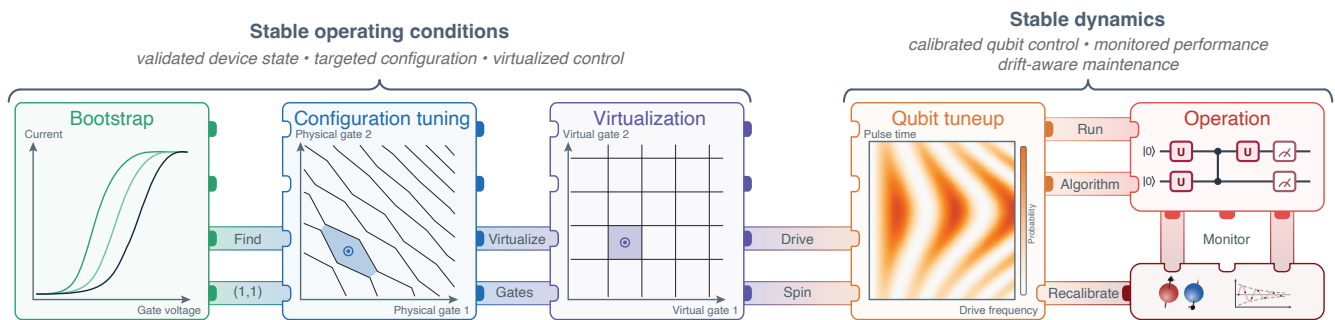 Stable operating conditions
validated device state • targeted configuration • virtualized control
Stable dynamics
calibrated qubit control • monitored performance
drift-aware maintenance
Bootstrap
Current
Gate voltage
Find
(1,1)
Configuration tuning
Physical gate 2
Physical gate 1
Virtualize
Gates
Virtualization
Virtual gate 2
Virtual gate 1
Drive
Spin
Qubit tuneup
Pulse time
Probability
Drive frequency
Run
Algorithm
Recalibrate
Operation
|0⟩ U U
|0⟩ U
Monitor